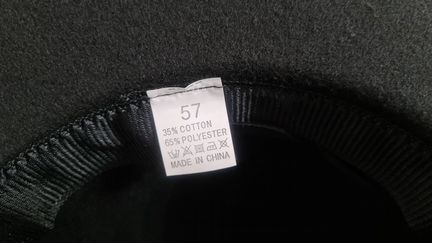 57
35% COTTON
65% POLYESTER
MADE IN CHINA